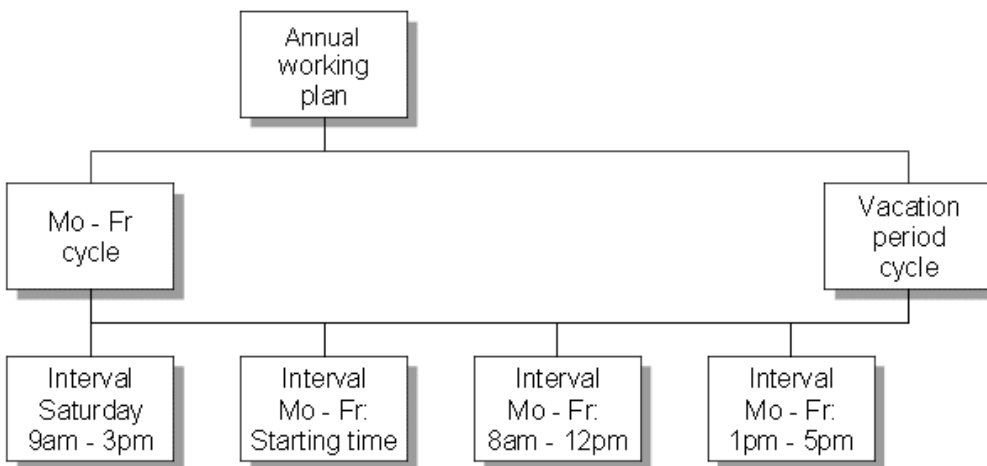 Annual
working
plan
Mo - Fr
cycle
Vacation
period
cycle
Interval
Saturday
9am - 3pm
Interval
Mo - Fr:
Starting time
Interval
Mo - Fr:
8am - 12pm
Interval
Mo - Fr:
1pm - 5pm